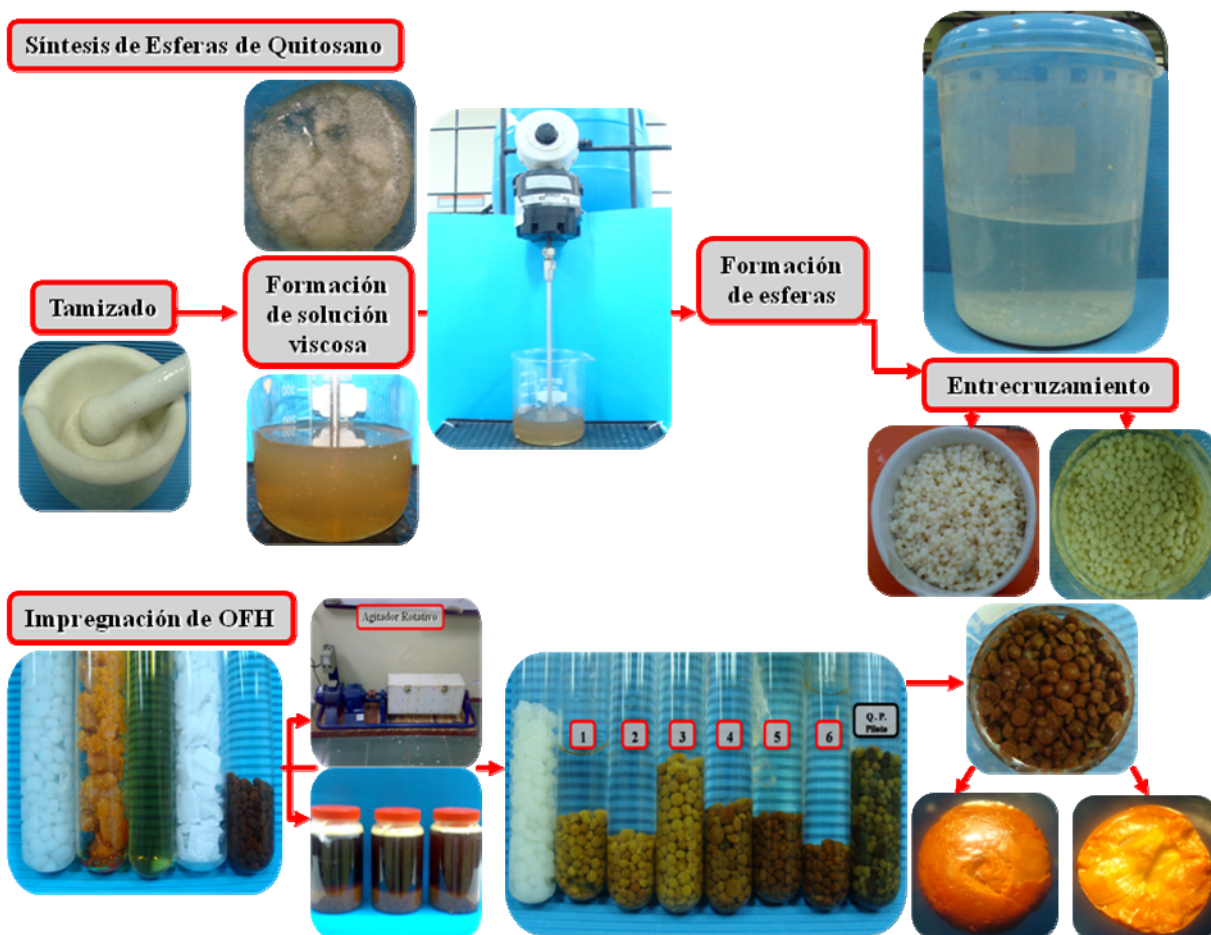 Síntesis de Esferas de Quitosano
Tamizado
Formación
de solución
viscosa
Formación
de esferas
Entrecruzamiento
Impregnación de OFH
Agitador Rotativo
1
2
3
4
5
6
Q. P.
Piloto